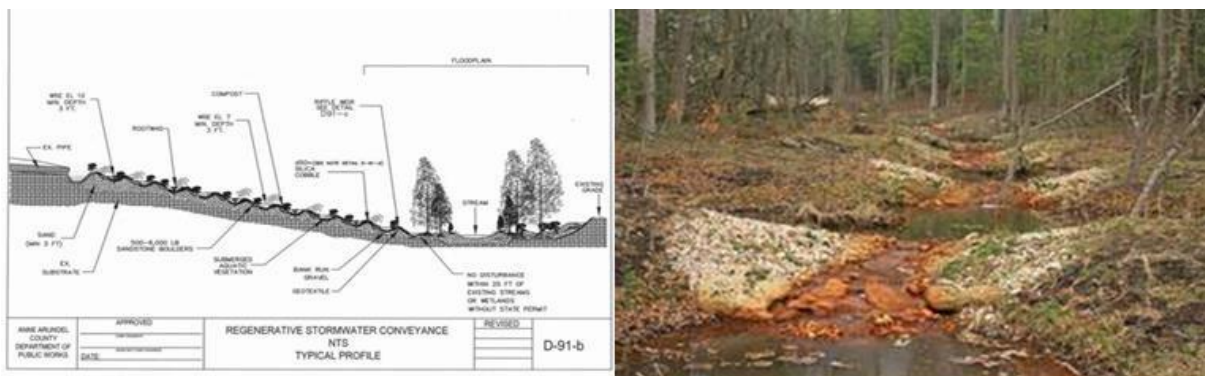 FLOODPLAIN
COMPOST
RIFFLE WEIR
SEE DETAIL
D-91-c
WSE EL 10
MIN. DEPTH
3 FT.
WSE EL 7
MIN. DEPTH
3 FT.
ROOTWAD
EX. PIPE
SILICA
COBBLE
EXISTING
GRADE
STREAM
SAND
(MIN 3 FT)
500-6,000 LB
SANDSTONE BOULDERS
SUBMERGED
AQUATIC
VEGETATION
EX.
SUBSTRATE
BANK RUN
GRAVEL
GEOTEXTILE
NO DISTURBANCE
WITHIN 25 FT OF
EXISTING STREAMS
OR WETLANDS
WITHOUT STATE PERMIT
ANNE ARUNDEL
COUNTY
DEPARTMENT OF
PUBLIC WORKS
APPROVED
DATE:
REGENERATIVE STORMWATER CONVEYANCE
NTS
TYPICAL PROFILE
REVISED
D-91-b